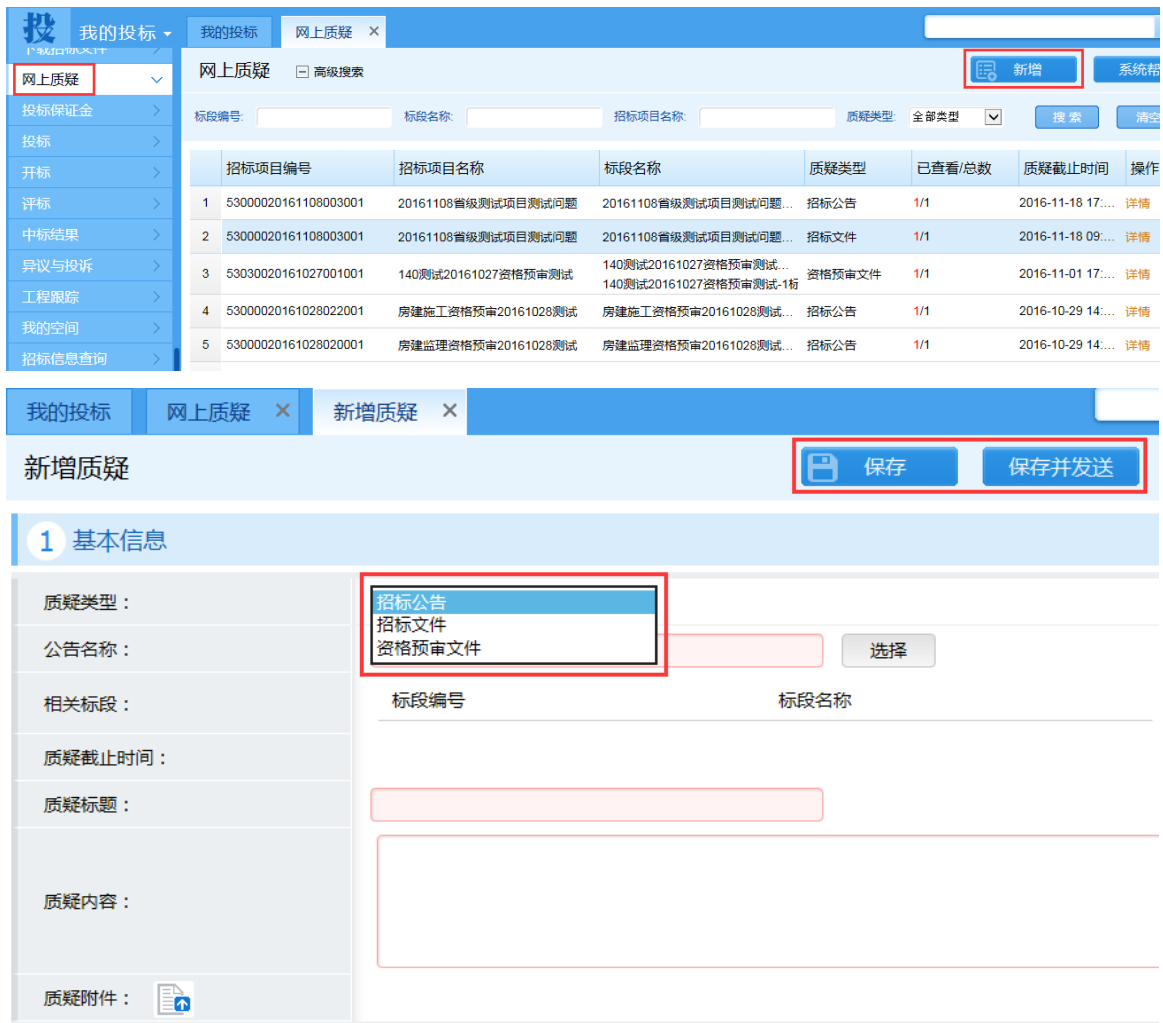 投 我的投标 我的投标 网上质疑 ×
下载招标文件
网上质疑
投标保证金
投标
开标
评标
中标结果
异议与投诉
工程跟踪
我的空间
招标信息查询
网上质疑 高级搜索 新增 系统帮
标段编号: 标段名称: 招标项目名称: 质疑类型: 全部类型 搜 索 清空
招标项目编号 招标项目名称 标段名称 质疑类型 已查看/总数 质疑截止时间 操作
1 53000020161108003001 20161108省级测试项目测试问题 20161108省级测试项目测试问题... 招标公告 1/1 2016-11-18 17:... 详情
2 53000020161108003001 20161108省级测试项目测试问题 20161108省级测试项目测试问题... 招标文件 1/1 2016-11-18 09:... 详情
3 53030020161027001001 140测试20161027资格预审测试 140测试20161027资格预审测试... 资格预审文件 1/1 2016-11-01 17:... 详情
140测试20161027资格预审测试-1标
4 53000020161028022001 房建施工资格预审20161028测试 房建施工资格预审20161028测试... 招标公告 1/1 2016-10-29 14:... 详情
5 53000020161028020001 房建监理资格预审20161028测试 房建监理资格预审20161028测试... 招标公告 1/1 2016-10-29 14:... 详情
我的投标 网上质疑 × 新增质疑 ×
新增质疑 保存 保存并发送
1 基本信息
质疑类型： 招标公告
招标文件
资格预审文件
公告名称： 选择
相关标段： 标段编号 标段名称
质疑截止时间：
质疑标题：
质疑内容：
质疑附件：